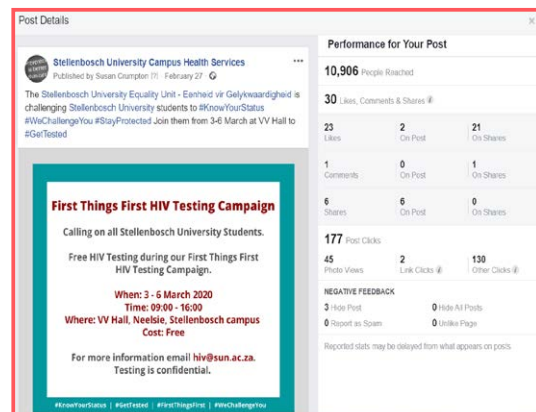 Post Details
Stellenbosch University Campus Health Services
Published by Susan Crumpton [?] February 27
The Stellenbosch University Equality Unit - Eenheid vir Gelykwaardigheid is
challenging Stellenbosch University students to #KnowYourStatus
#WeChallengeYou #StayProtected Join them from 3-6 March at VV Hall to
#GetTested
First Things First HIV Testing Campaign
Calling on all Stellenbosch University Students.
Free HIV Testing during our First Things First
HIV Testing Campaign.
When: 3 - 6 March 2020
Time: 09:00 - 16:00
Where: VV Hall, Neelsie, Stellenbosch campus
Cost: Free
For more information email hiv@sun.ac.za.
Testing is confidential.
#KnowYourStatus | #GetTested | #FirstThingsFirst | #WeChallengeYou
Performance for Your Post
10,906 People Reached
30 Likes, Comments & Shares
23 2 21
Likes On Post On Shares
1 0 1
Comments On Post On Shares
6 6 0
Shares On Post On Shares
177 Post Clicks
45 2 130
Photo Views Link Clicks Other Clicks
NEGATIVE FEEDBACK
3 Hide Post 0 Hide All Posts
0 Report as Spam 0 Unlike Page
Reported stats may be delayed from what appears on posts